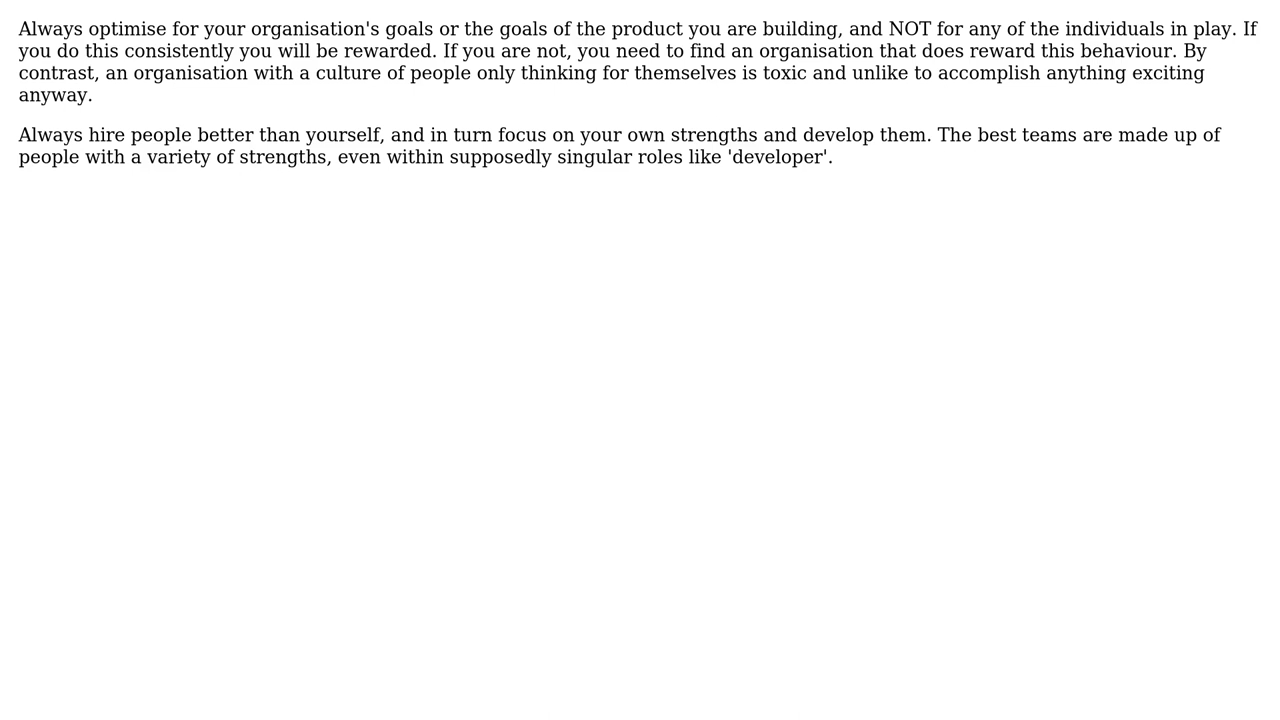 Always optimise for your organisation's goals or the goals of the product you are building, and NOT for any of the individuals in play. If
you do this consistently you will be rewarded. If you are not, you need to find an organisation that does reward this behaviour. By
contrast, an organisation with a culture of people only thinking for themselves is toxic and unlike to accomplish anything exciting
anyway.
Always hire people better than yourself, and in turn focus on your own strengths and develop them. The best teams are made up of
people with a variety of strengths, even within supposedly singular roles like 'developer'.